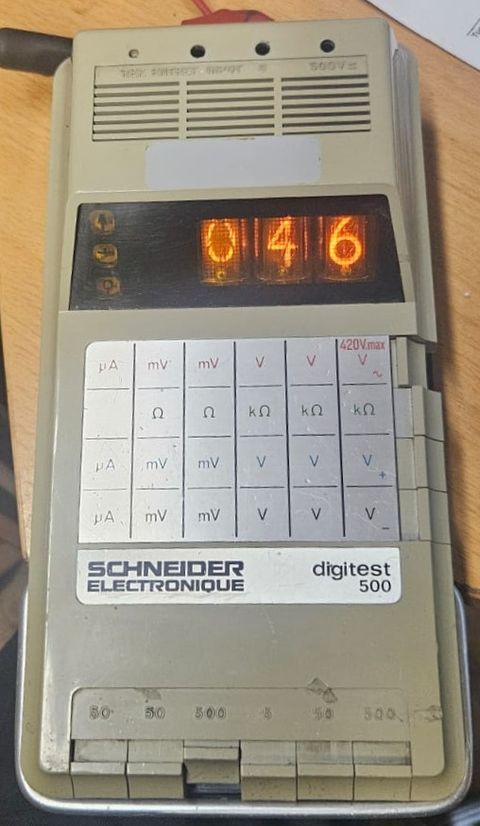 500V
046
420V.max
µA mV mV V V V
~
Ω Ω kΩ kΩ
µA mV mV V V V
+
µA mV mV V V V
−
SCHNEIDER digitest
ELECTRONIQUE 500
50 50 500 5 50 500